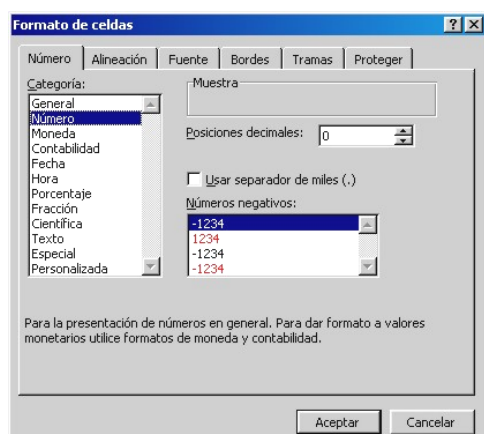 Formato de celdas
Número Alineación Fuente Bordes Tramas Proteger
Categoría:
General
Número
Moneda
Contabilidad
Fecha
Hora
Porcentaje
Fracción
Científica
Texto
Especial
Personalizada
Muestra
Posiciones decimales: 0
Usar separador de miles (.)
Números negativos:
-1234
1234
-1234
-1234
Para la presentación de números en general. Para dar formato a valores
monetarios utilice formatos de moneda y contabilidad.
Aceptar Cancelar